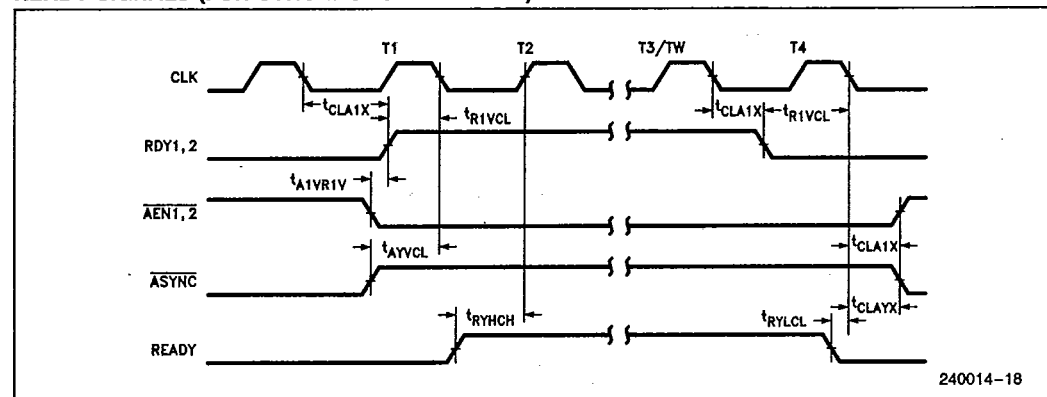 T1 T2 T3/TW T4
CLK
tCLA1X tR1VCL tCLA1X tR1VCL
RDY1, 2
tA1VR1V
AEN1, 2
tAYVCL tCLA1X
ASYNC
tCLAYX
tRYHCH tRYLCL
READY
240014-18